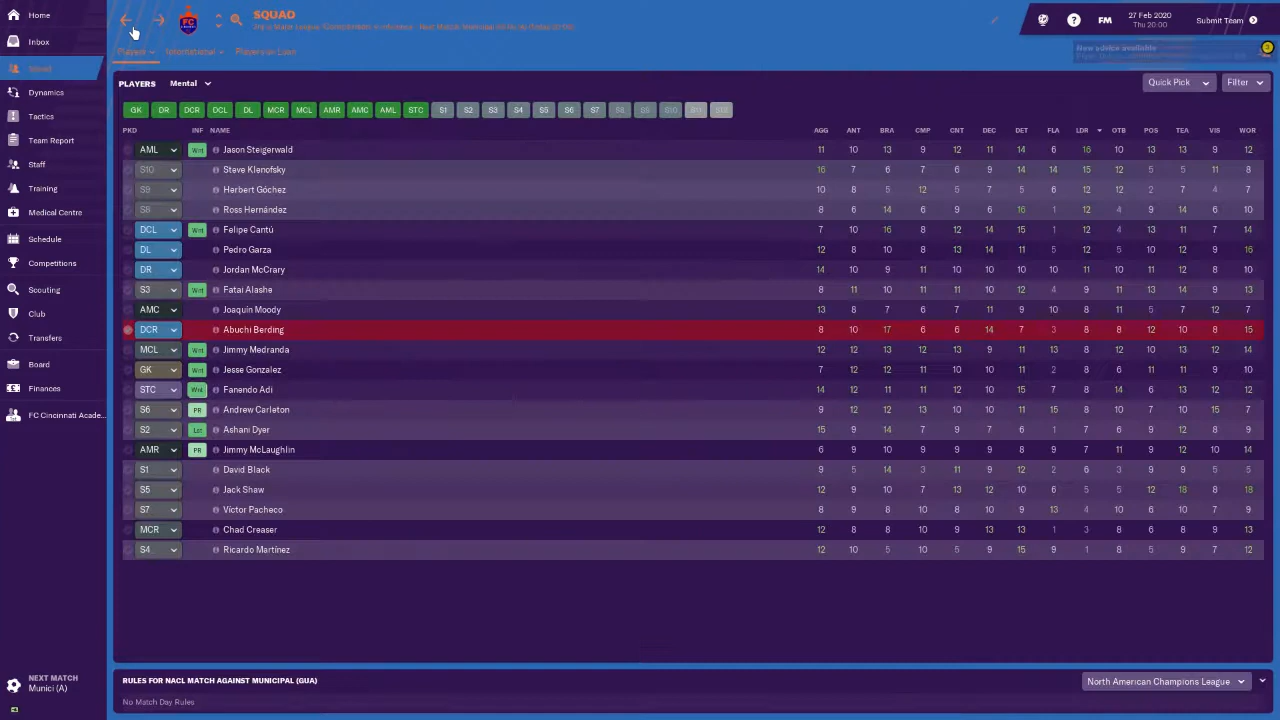 Home
Inbox
Squad
Dynamics
Tactics
Team Report
Staff
Training
Medical Centre
Schedule
Competitions
Scouting
Club
Transfers
Board
Finances
FC Cincinnati Acade...
NEXT MATCH
Munici (A)
SQUAD
FM 27 Feb 2020 Thu 20:00 Submit Team
New advice available
Players International Players on Loan
PLAYERS Mental Quick Pick Filter
GK DR DCR DCL DL MCR MCL AMR AMC AML STC S1 S2 S3 S4 S5 S6 S7 S8 S9 S10 S11 S12
PKD INF NAME AGG ANT BRA CMP CNT DEC DET FLA LDR OTB POS TEA VIS WOR
AML Wnt Jason Steigerwald 11 10 13 9 12 11 14 6 16 10 13 13 9 12
S10 Steve Klenofsky 16 7 6 7 6 9 14 14 15 12 5 5 11 8
S9 Herbert Góchez 10 8 5 12 5 7 5 6 12 12 2 7 4 7
S8 Ross Hernández 8 6 14 6 9 6 16 1 12 4 9 14 6 10
DCL Wnt Felipe Cantú 7 10 16 8 12 14 15 1 12 4 13 11 7 14
DL Pedro Garza 12 8 10 8 13 14 11 5 12 5 10 12 9 16
DR Jordan McCrary 14 10 9 11 10 10 10 10 11 10 11 12 8 10
S3 Wnt Fatai Alashe 8 11 10 11 11 10 12 4 9 11 13 14 9 13
AMC Joaquín Moody 13 8 7 6 7 11 9 10 8 11 5 7 12 7
DCR Abuchi Berding 8 10 17 6 6 14 7 3 8 8 12 10 8 15
MCL Wnt Jimmy Medranda 12 12 13 12 13 9 11 13 8 12 10 13 12 14
GK Wnt Jesse Gonzalez 7 12 12 11 10 10 11 2 8 6 11 11 9 10
STC Wnt Fanendo Adi 14 12 11 11 12 10 15 7 8 14 6 13 12 12
S6 PR Andrew Carleton 9 12 12 13 10 10 11 15 8 10 7 10 15 7
S2 Lst Ashani Dyer 15 9 14 7 9 7 6 1 7 6 9 12 8 9
AMR PR Jimmy McLaughlin 6 9 10 9 9 9 8 9 7 11 9 12 10 14
S1 David Black 9 5 14 3 11 8 12 2 6 3 9 9 5 5
S5 Jack Shaw 12 9 10 7 13 12 10 6 5 5 12 18 8 18
S7 Víctor Pacheco 8 9 8 10 8 10 9 13 4 10 6 10 7 9
MCR Chad Creaser 12 8 8 10 9 13 13 1 3 8 6 8 9 13
S4 Ricardo Martínez 12 10 5 10 5 9 15 9 1 8 5 9 7 12
RULES FOR NACL MATCH AGAINST MUNICIPAL (GUA) North American Champions League
No Match Day Rules